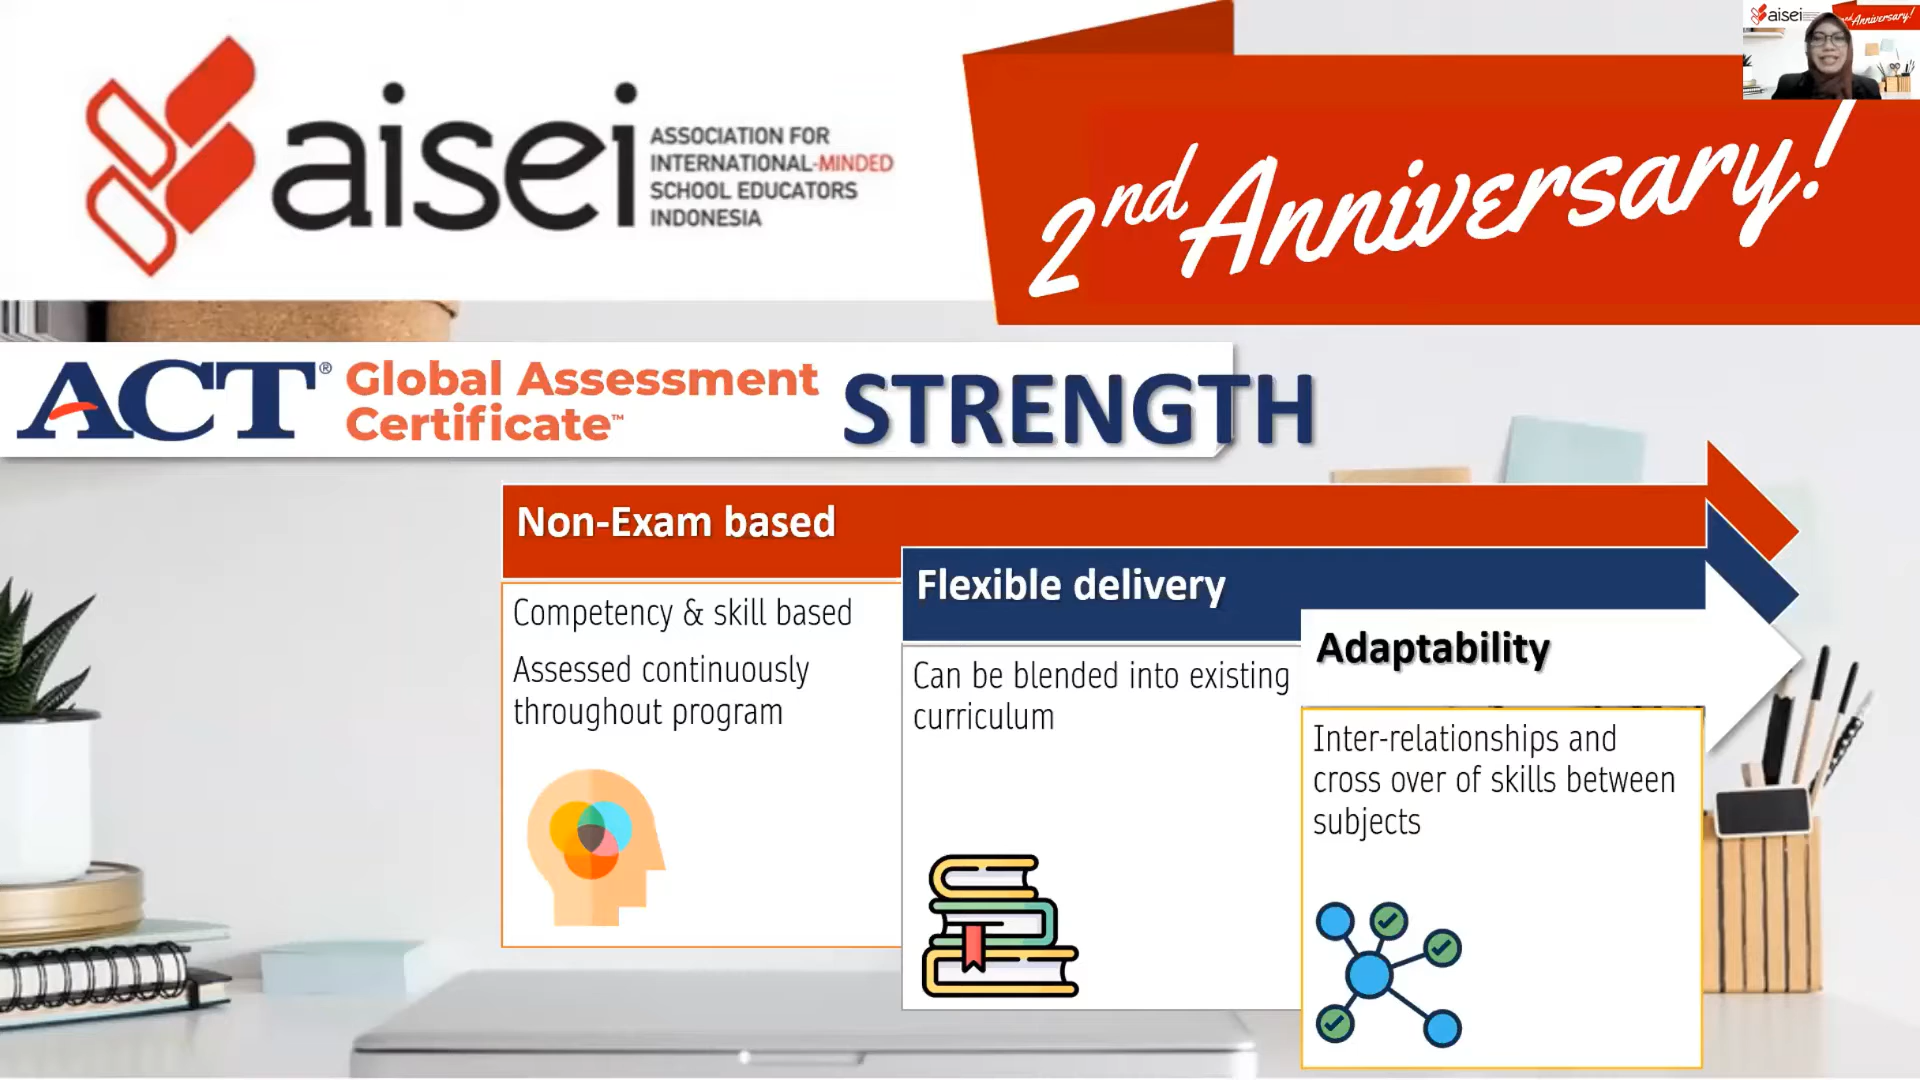 aisei
ASSOCIATION FOR
INTERNATIONAL-MINDED
SCHOOL EDUCATORS
INDONESIA
2nd Anniversary!
aisei
2nd Anniversary!
ACT® Global Assessment
Certificate™
STRENGTH
Non-Exam based
Competency & skill based
Assessed continuously
throughout program
Flexible delivery
Can be blended into existing
curriculum
Adaptability
Inter-relationships and
cross over of skills between
subjects